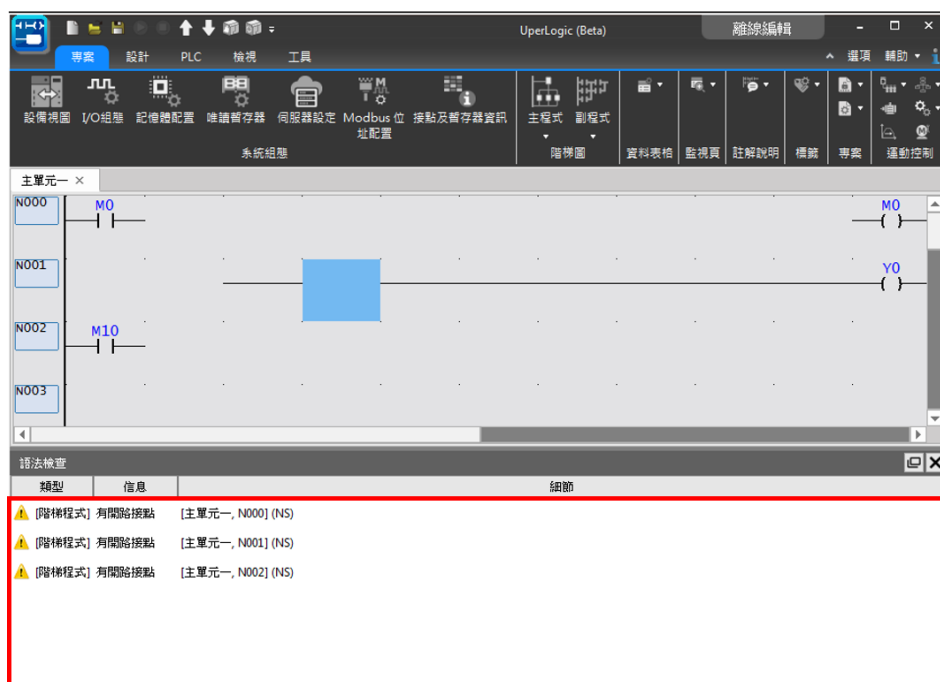 UperLogic (Beta)
離線編輯
專案 設計 PLC 檢視 工具
選項 輔助
設備視圖 I/O組態 記憶體配置 唯讀暫存器 伺服器設定 Modbus 位址配置 接點及暫存器資訊 主程式 副程式
系統組態 階梯圖 資料表格 監視頁 註解說明 標籤 專案 運動控制
主單元一
N000 M0 M0
N001 Y0
N002 M10
N003
語法檢查
類型 信息 細節
[階梯程式] 有開路接點 [主單元一, N000] (NS)
[階梯程式] 有開路接點 [主單元一, N001] (NS)
[階梯程式] 有開路接點 [主單元一, N002] (NS)